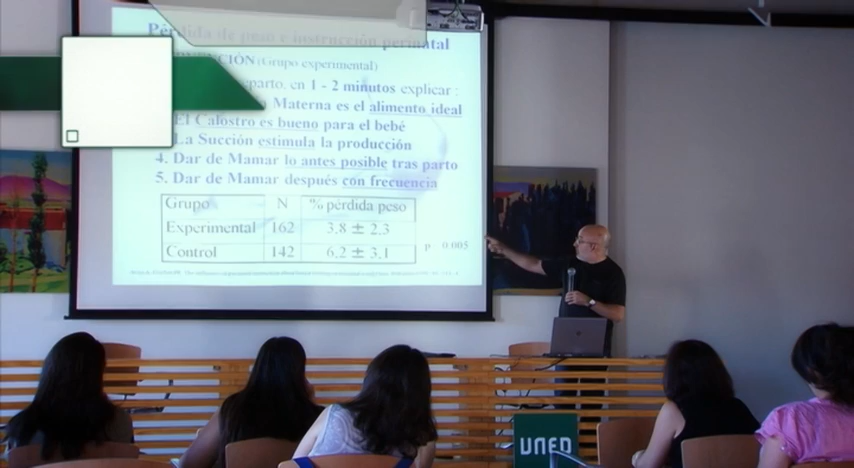 Pérdida de peso e instrucción perinatal
(Grupo experimental)
parto, en 1 - 2 minutos explicar :
Materna es el alimento ideal
El Calostro es bueno para el bebé
La Succión estimula la producción
4. Dar de Mamar lo antes posible tras parto
5. Dar de Mamar después con frecuencia
Grupo N % pérdida peso
Experimental 162 3,8 ± 2,3
Control 142 6,2 ± 3,1
p 0.005
UNED